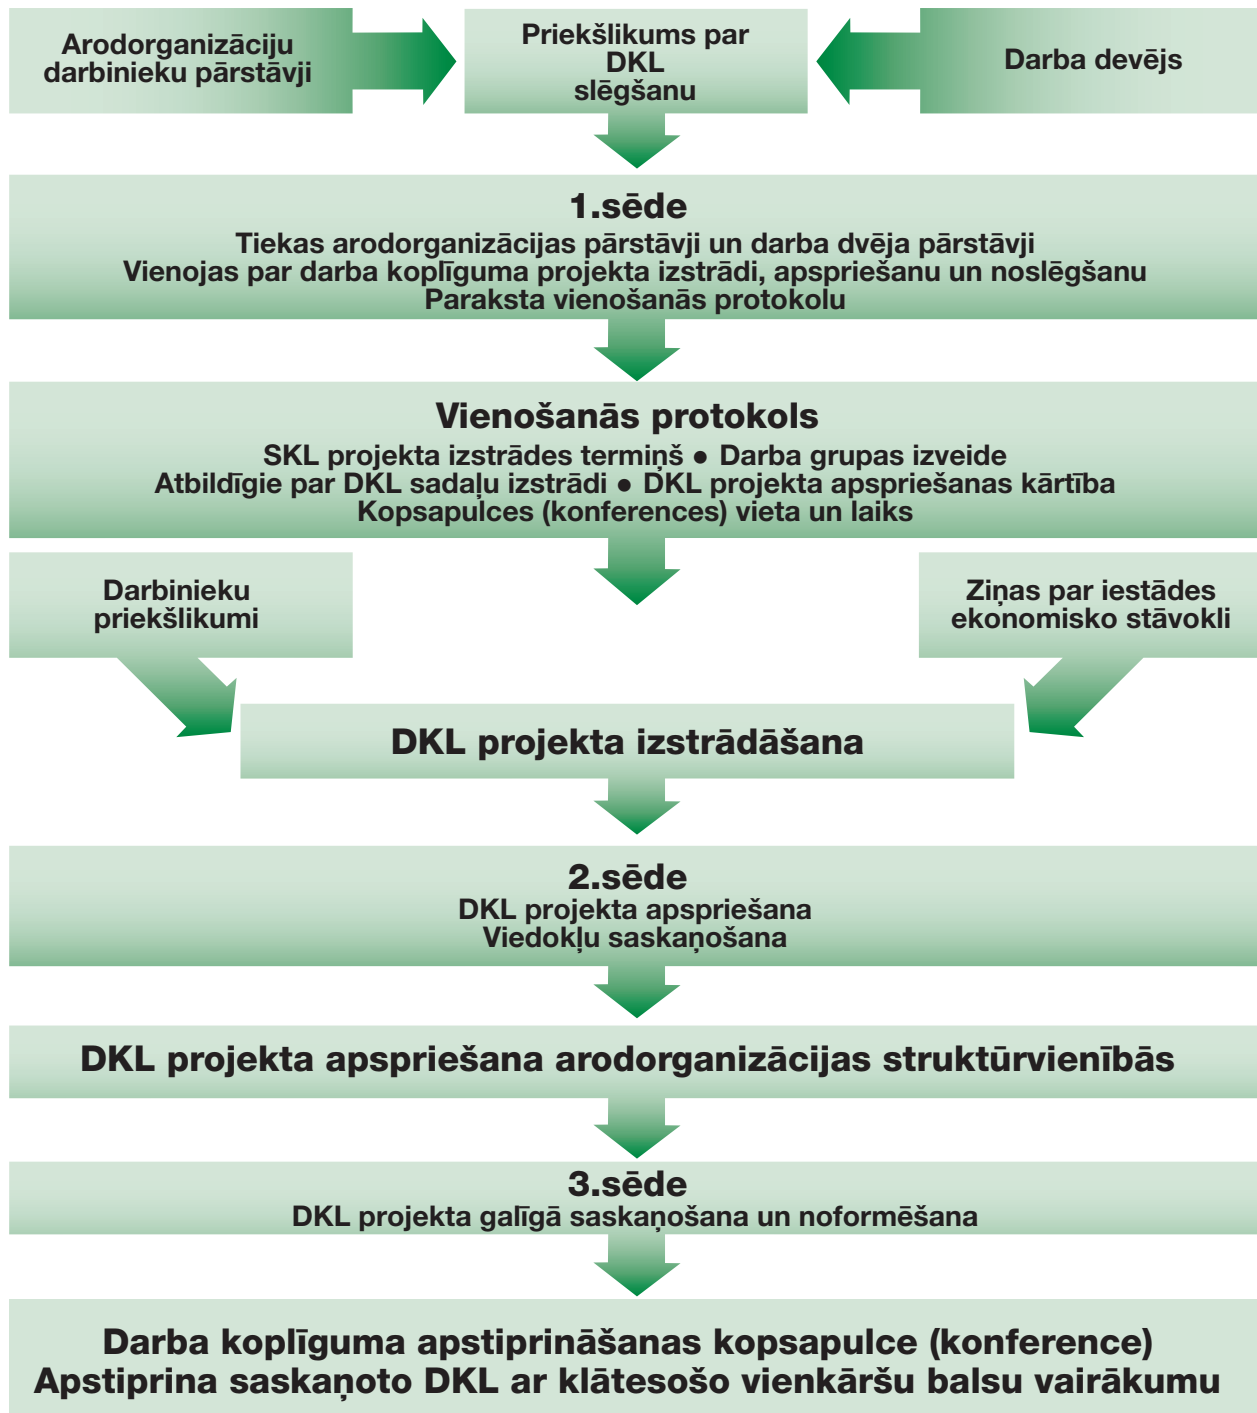 Arodorganizāciju
darbinieku pārstāvji
Priekšlikums par
DKL
slēgšanu
Darba devējs
1.sēde
Tiekas arodorganizācijas pārstāvji un darba dvēja pārstāvji
Vienojas par darba koplīguma projekta izstrādi, apspriešanu un noslēgšanu
Paraksta vienošanās protokolu
Vienošanās protokols
SKL projekta izstrādes termiņš ● Darba grupas izveide
Atbildīgie par DKL sadaļu izstrādi ● DKL projekta apspriešanas kārtība
Kopsapulces (konferences) vieta un laiks
Darbinieku
priekšlikumi
Ziņas par iestādes
ekonomisko stāvokli
DKL projekta izstrādāšana
2.sēde
DKL projekta apspriešana
Viedokļu saskaņošana
DKL projekta apspriešana arodorganizācijas struktūrvienībās
3.sēde
DKL projekta galīgā saskaņošana un noformēšana
Darba koplīguma apstiprināšanas kopsapulce (konference)
Apstiprina saskaņoto DKL ar klātesošo vienkāršu balsu vairākumu